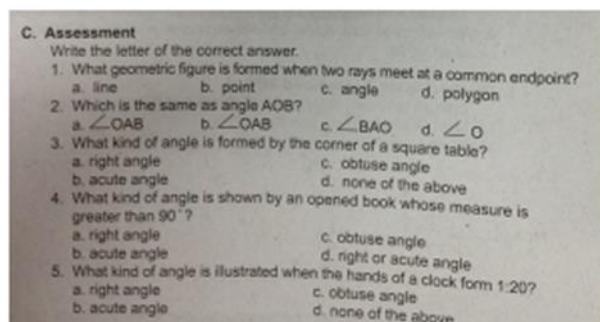 C. Assessment
Write the letter of the correct answer.
1. What geometric figure is formed when two rays meet at a common endpoint?
a. line b. point c. angle d. polygon
2. Which is the same as angle AOB?
a. ∠OAB b. ∠OAB c. ∠BAO d. ∠O
3. What kind of angle is formed by the corner of a square table?
a. right angle c. obtuse angle
b. acute angle d. none of the above
4. What kind of angle is shown by an opened book whose measure is
greater than 90°?
a. right angle c. obtuse angle
b. acute angle d. right or acute angle
5. What kind of angle is illustrated when the hands of a clock form 1:20?
a. right angle c. obtuse angle
b. acute angle d. none of the above